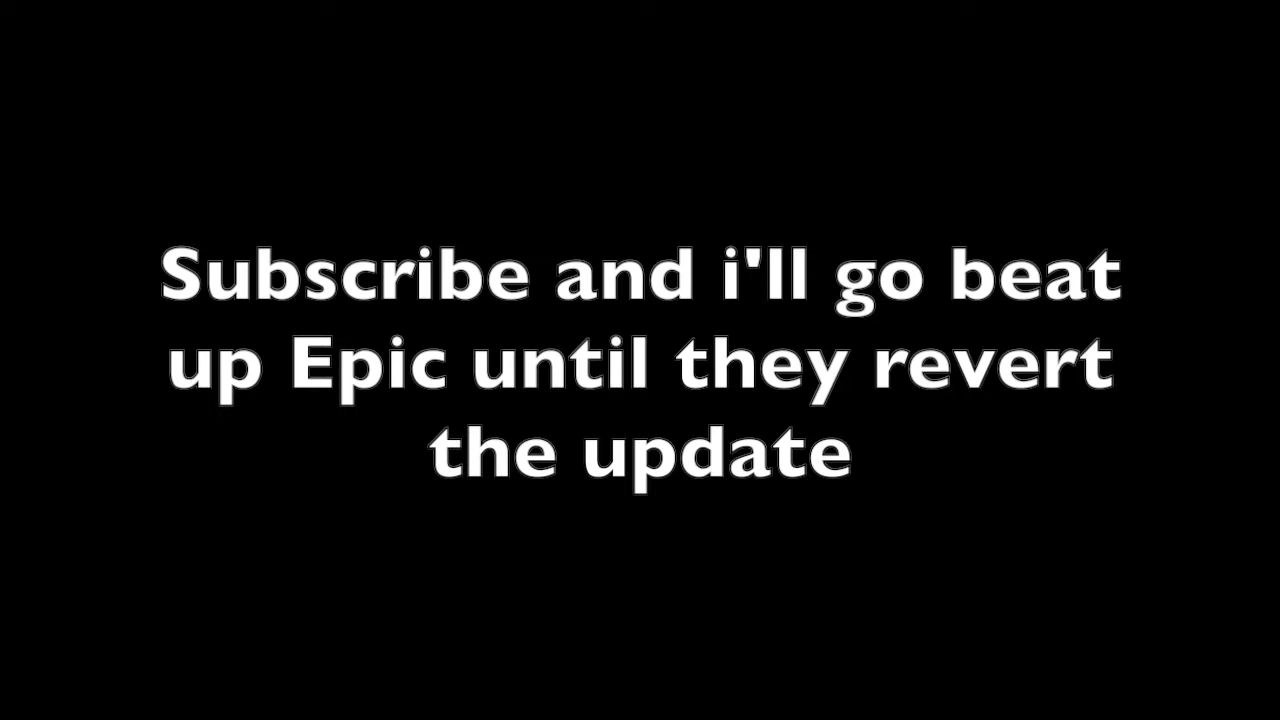 Subscribe and i'll go beat
up Epic until they revert
the update